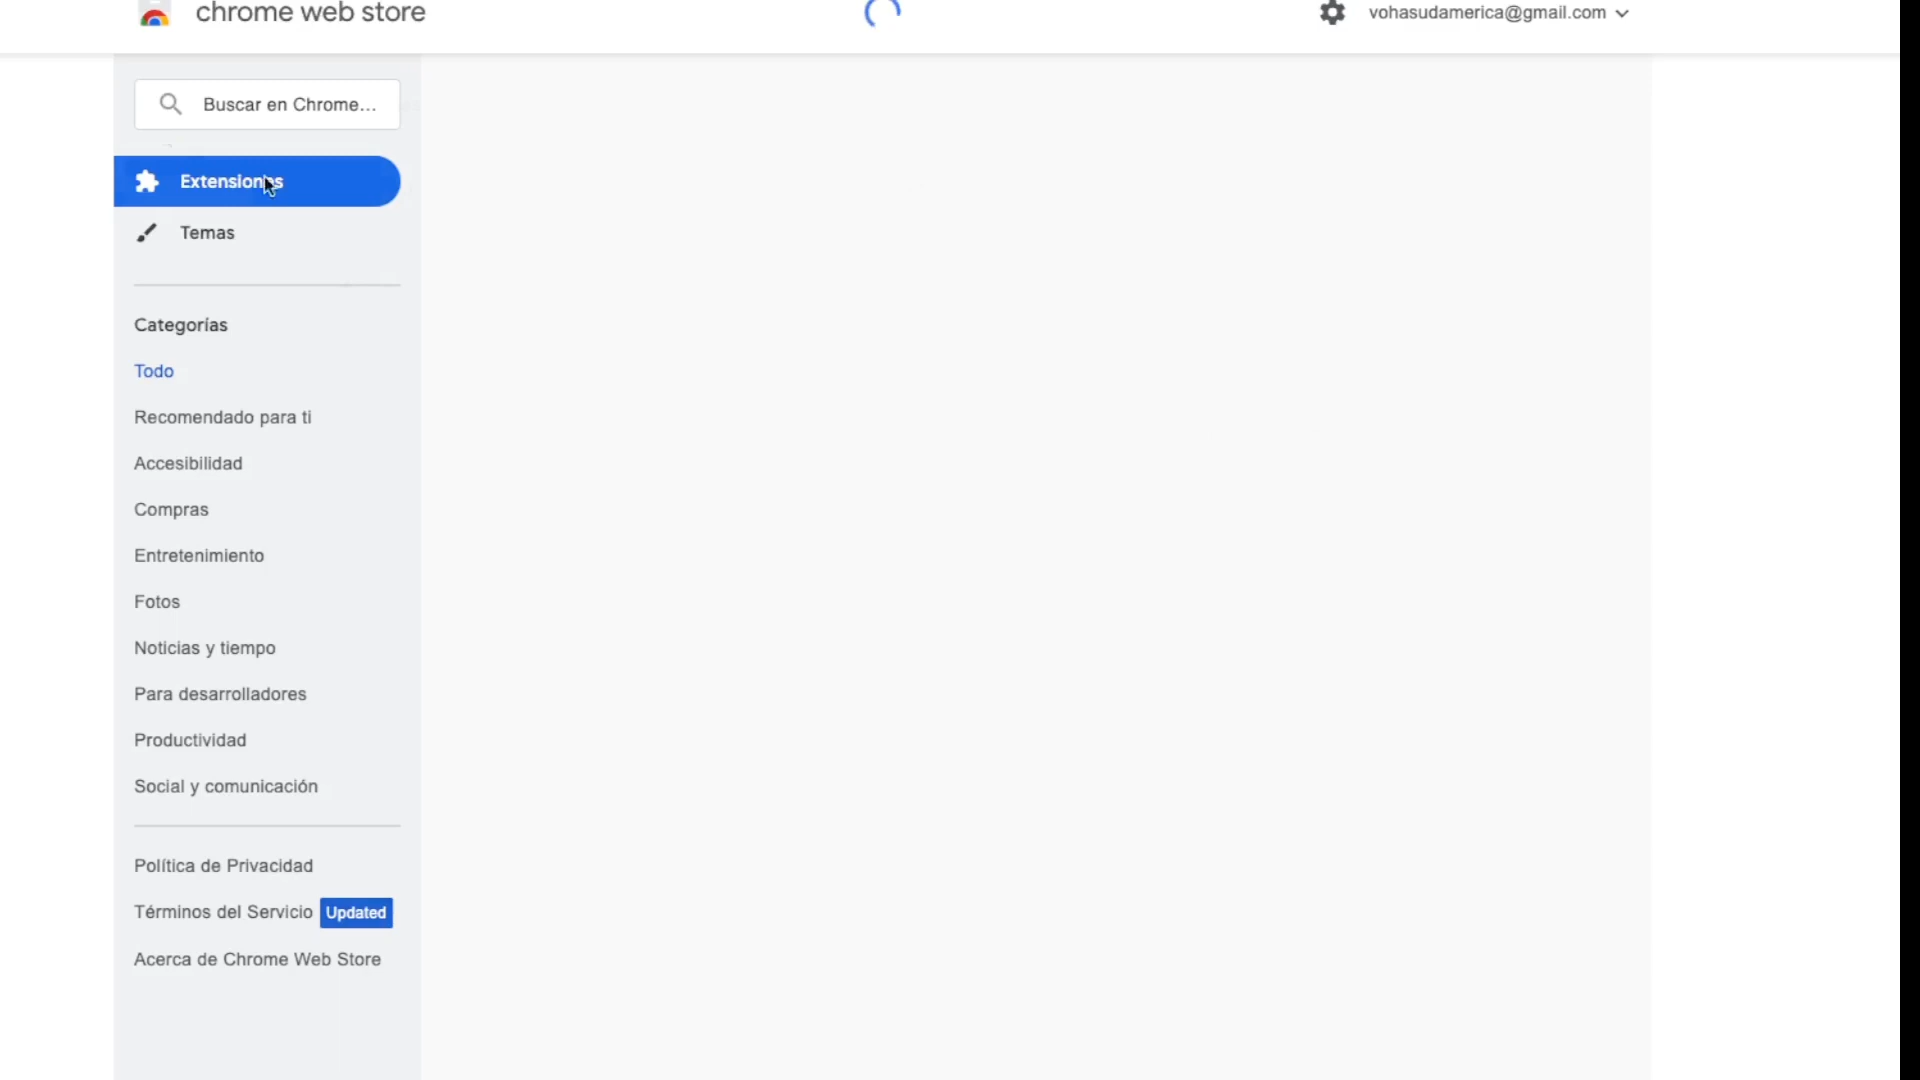 chrome web store
vohasudamerica@gmail.com
Buscar en Chrome...
Extensiones
Temas
Categorías
Todo
Recomendado para ti
Accesibilidad
Compras
Entretenimiento
Fotos
Noticias y tiempo
Para desarrolladores
Productividad
Social y comunicación
Política de Privacidad
Términos del Servicio Updated
Acerca de Chrome Web Store